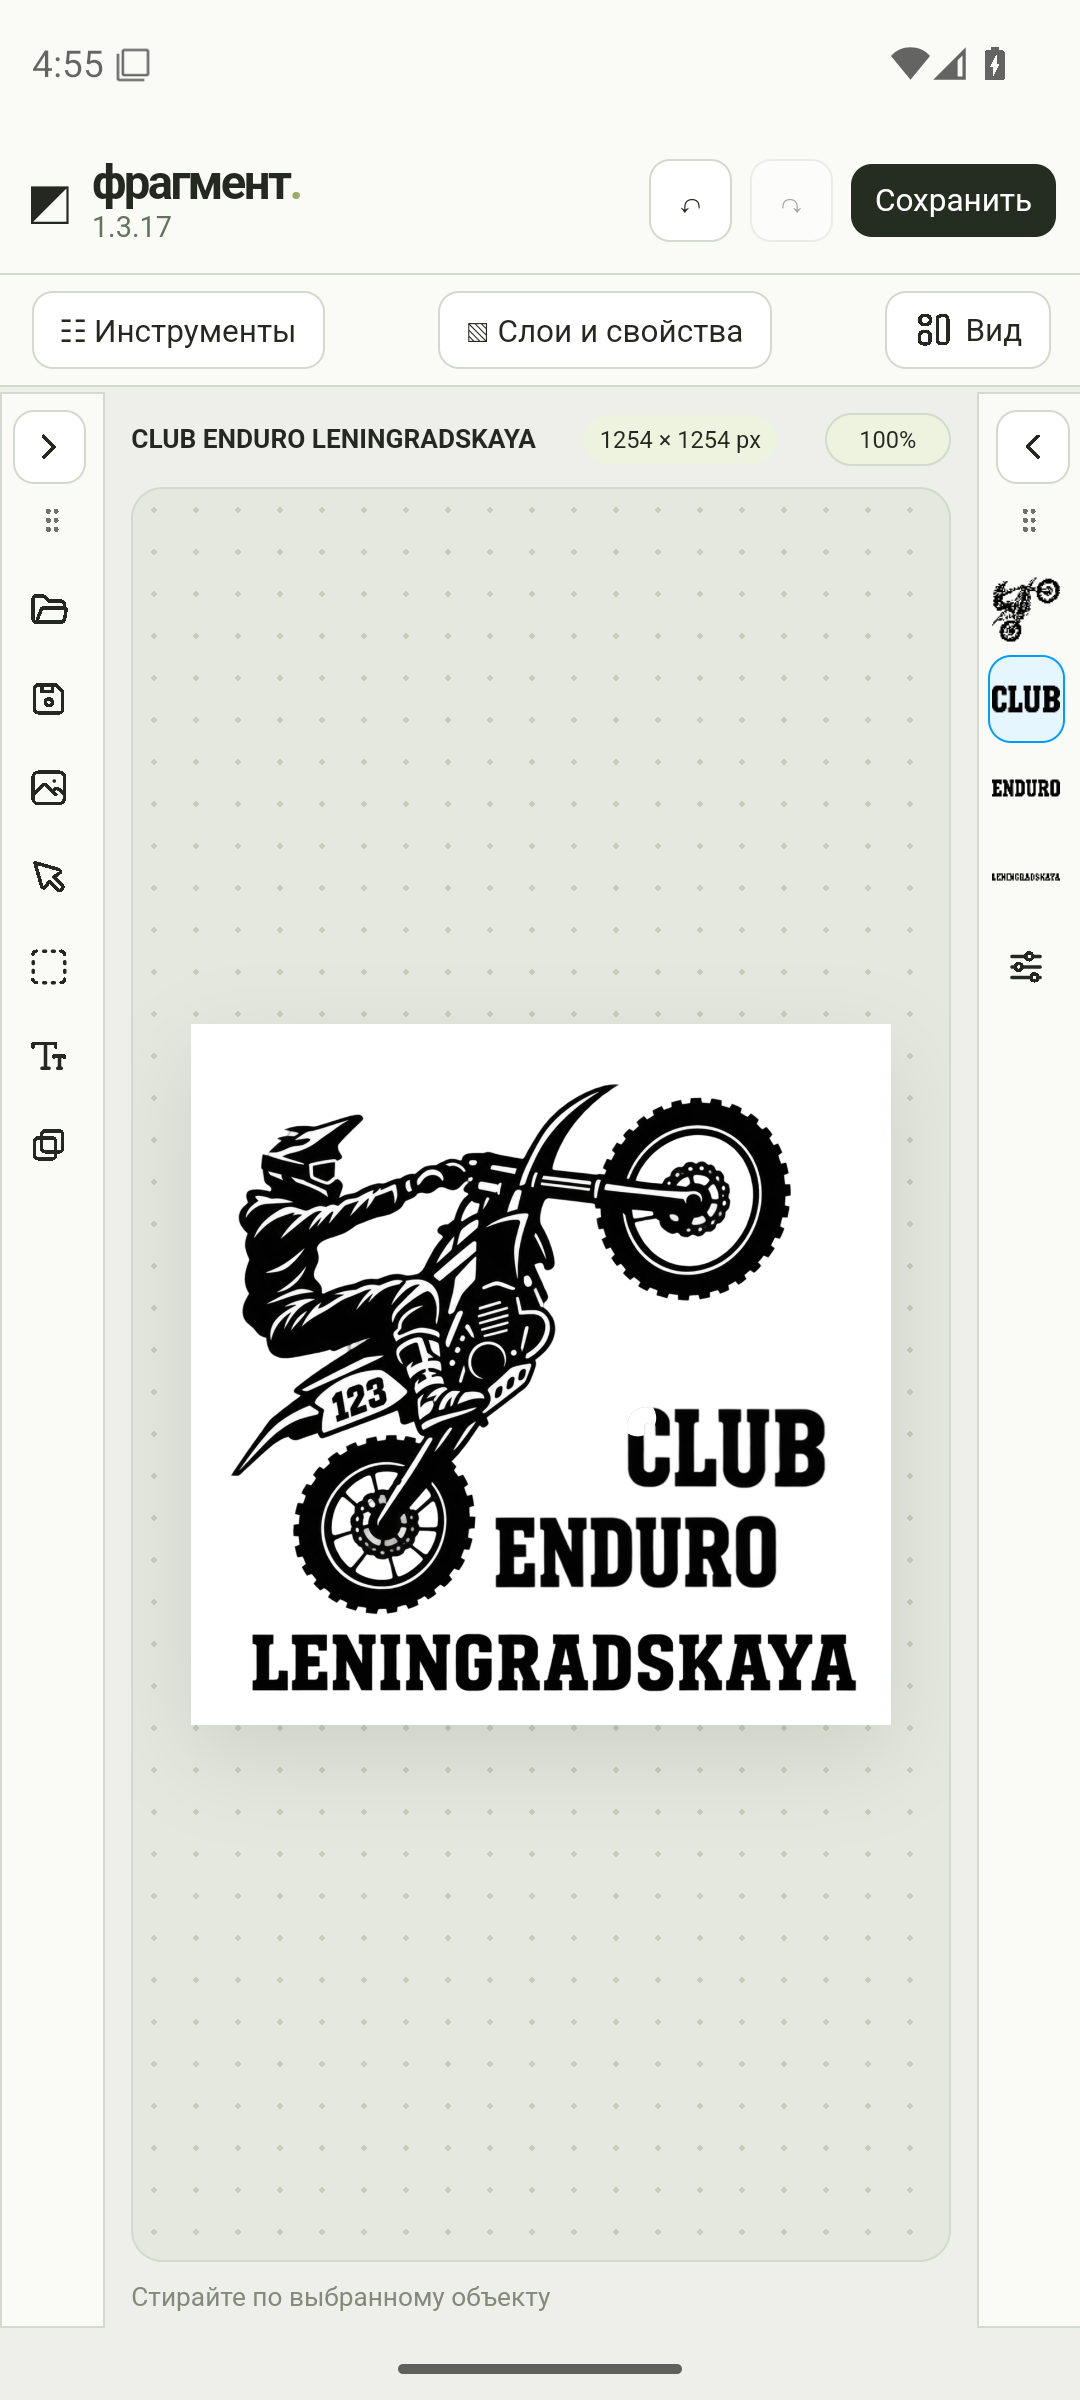 4:55
фрагмент.
1.3.17
Сохранить
Инструменты
Слои и свойства
Вид
CLUB ENDURO LENINGRADSKAYA
1254 × 1254 px
100%
CLUB
ENDURO
LENINGRADSKAYA
123
CLUB
ENDURO
LENINGRADSKAYA
Стирайте по выбранному объекту